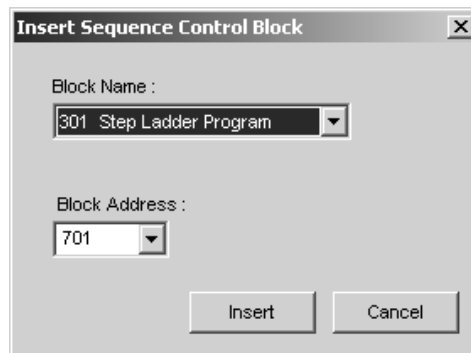 Insert Sequence Control Block
Block Name :
301 Step Ladder Program
Block Address :
701
Insert Cancel